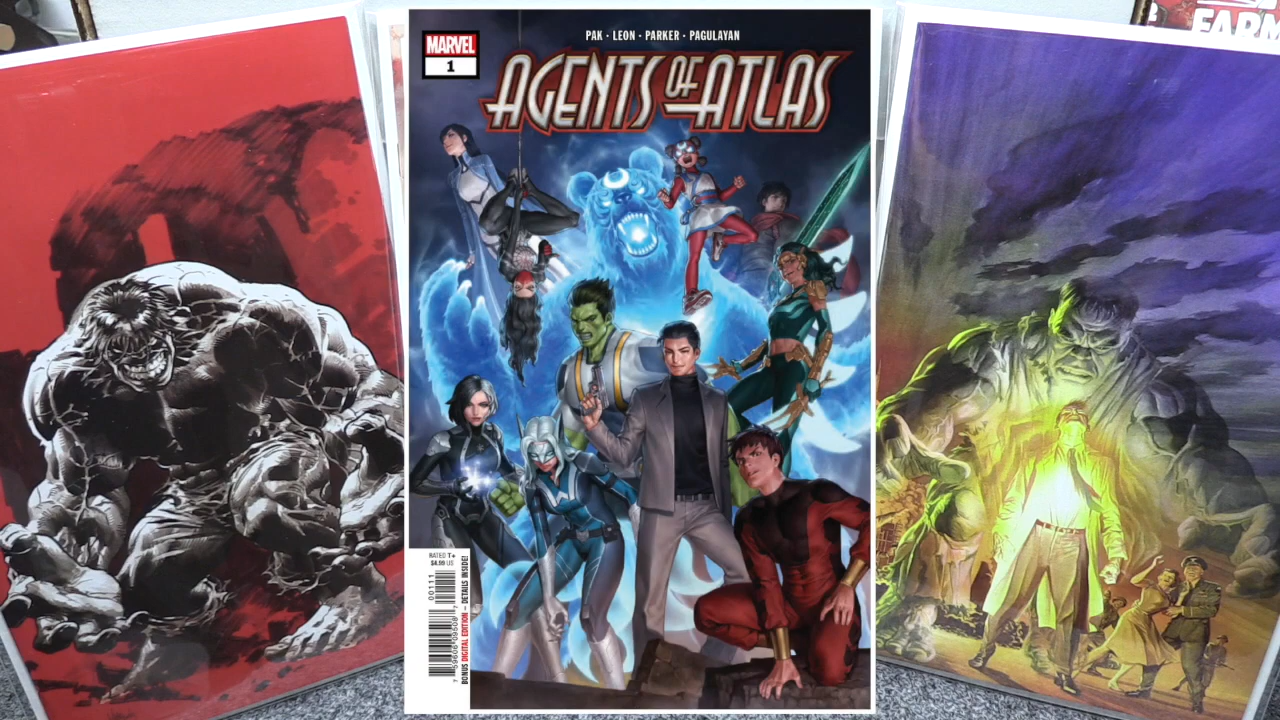 PAK · LEON · PARKER · PAGULAYAN
MARVEL
1
AGENTS OF ATLAS
RATED T+
$4.99 US
00111
BONUS DIGITAL EDITION – DETAILS INSIDE!
FARM